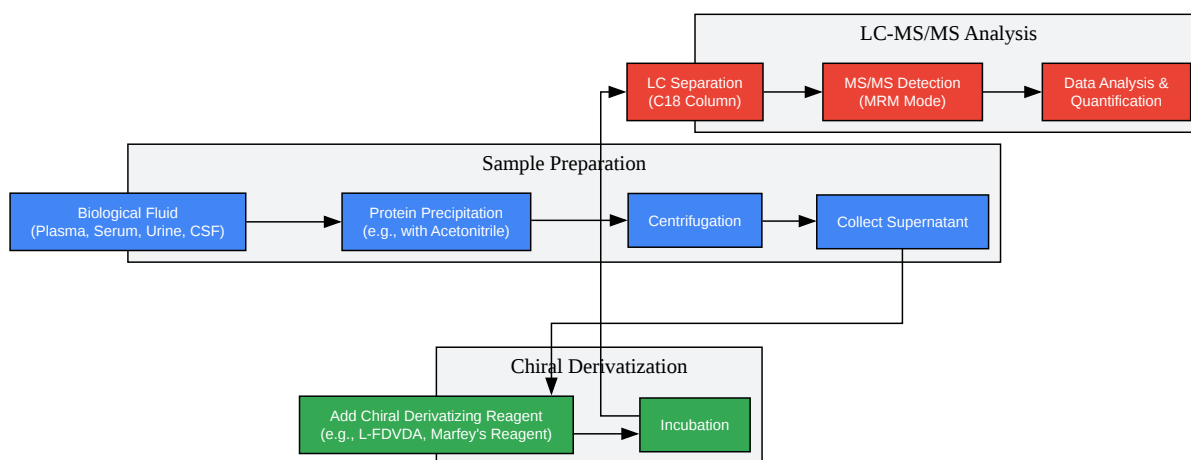 LC-MS/MS Analysis
LC Separation
(C18 Column)
MS/MS Detection
(MRM Mode)
Data Analysis &
Quantification
Sample Preparation
Biological Fluid
(Plasma, Serum, Urine, CSF)
Protein Precipitation
(e.g., with Acetonitrile)
Centrifugation
Collect Supernatant
Chiral Derivatization
Add Chiral Derivatizing Reagent
(e.g., L-FDVDA, Marfey's Reagent)
Incubation